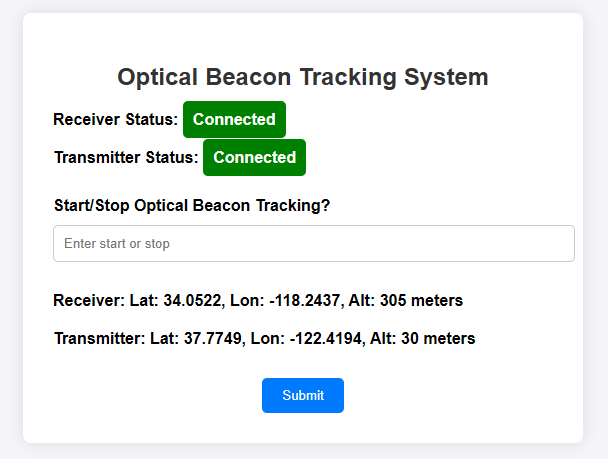 Optical Beacon Tracking System
Receiver Status: Connected
Transmitter Status: Connected
Start/Stop Optical Beacon Tracking?
Enter start or stop
Receiver: Lat: 34.0522, Lon: -118.2437, Alt: 305 meters
Transmitter: Lat: 37.7749, Lon: -122.4194, Alt: 30 meters
Submit